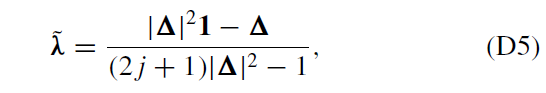 λ̃ = (|Δ|²1 − Δ) / ((2j + 1)|Δ|² − 1), (D5)